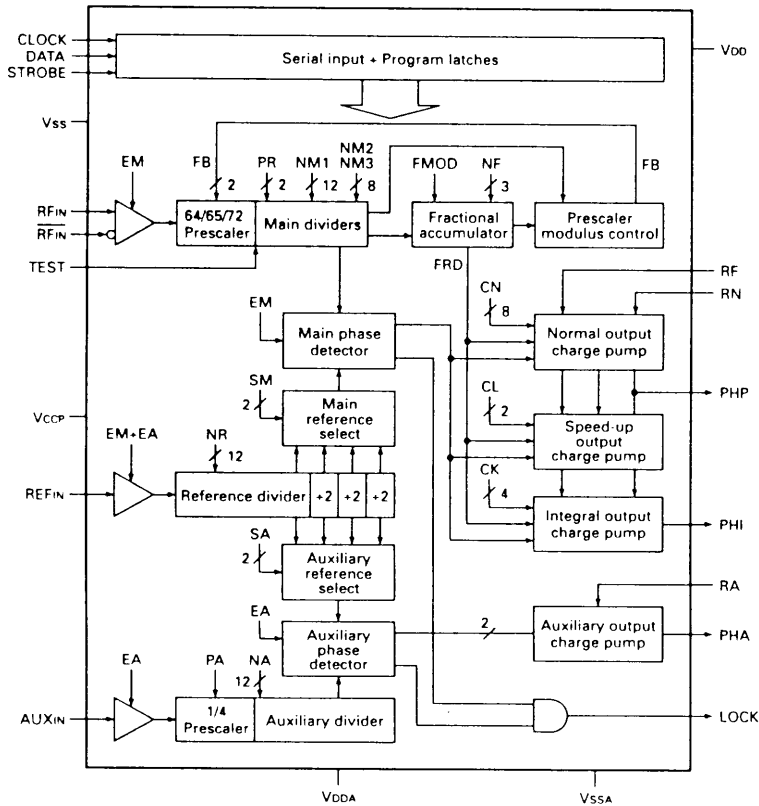 CLOCK
DATA
STROBE
Serial input + Program latches
VDD
VSS
EM
FB
2
PR
2
NM1
12
NM2
NM3
8
FMOD
NF
3
FB
RFIN
RFIN
64/65/72
Prescaler
Main dividers
Fractional
accumulator
Prescaler
modulus control
TEST
FRD
RF
RN
EM
Main phase
detector
CN
8
Normal output
charge pump
PHP
SM
2
Main
reference
select
CL
2
Speed-up
output
charge pump
VCCP
EM+EA
NR
12
REFIN
Reference divider
÷2
÷2
÷2
CK
4
Integral output
charge pump
PHI
SA
2
Auxiliary
reference
select
RA
EA
Auxiliary
phase
detector
2
Auxiliary output
charge pump
PHA
EA
PA
NA
12
AUXIN
1/4
Prescaler
Auxiliary divider
LOCK
VDDA
VSSA